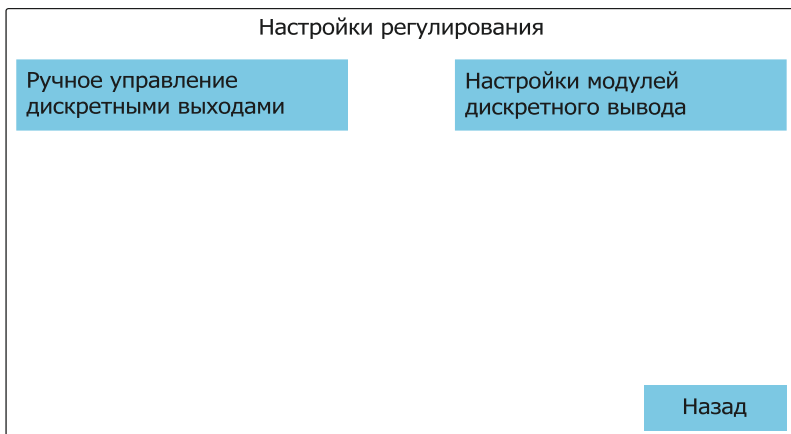 Настройки регулирования
Ручное управление
дискретными выходами
Настройки модулей
дискретного вывода
Назад